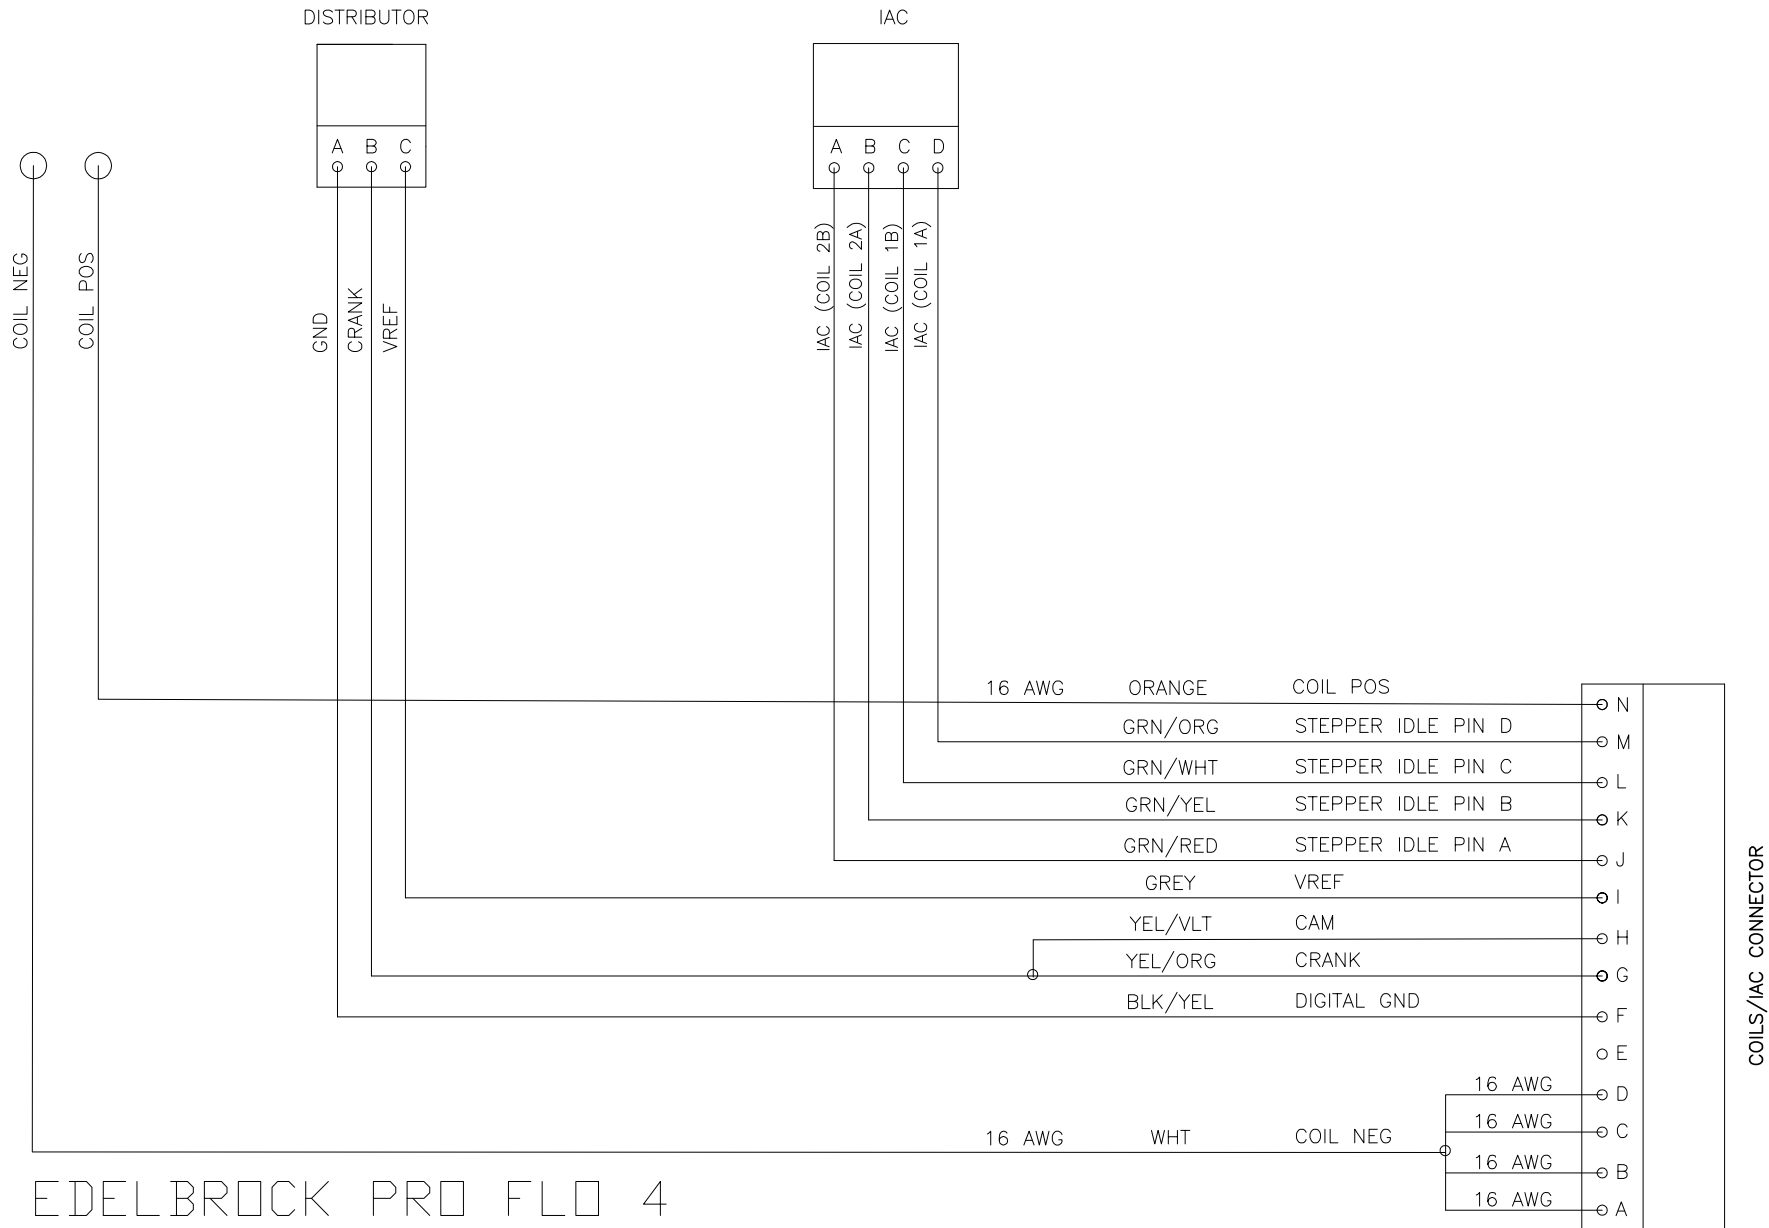 DISTRIBUTOR
IAC
A B C
A B C D
COIL NEG
COIL POS
GND
CRANK
VREF
IAC (COIL 2B)
IAC (COIL 2A)
IAC (COIL 1B)
IAC (COIL 1A)
16 AWG ORANGE COIL POS N
GRN/ORG STEPPER IDLE PIN D M
GRN/WHT STEPPER IDLE PIN C L
GRN/YEL STEPPER IDLE PIN B K
GRN/RED STEPPER IDLE PIN A J
GREY VREF I
YEL/VLT CAM H
YEL/ORG CRANK G
BLK/YEL DIGITAL GND F
E
16 AWG D
16 AWG C
16 AWG WHT COIL NEG
16 AWG B
16 AWG A
COILS/IAC CONNECTOR
EDELBROCK PRO FLO 4